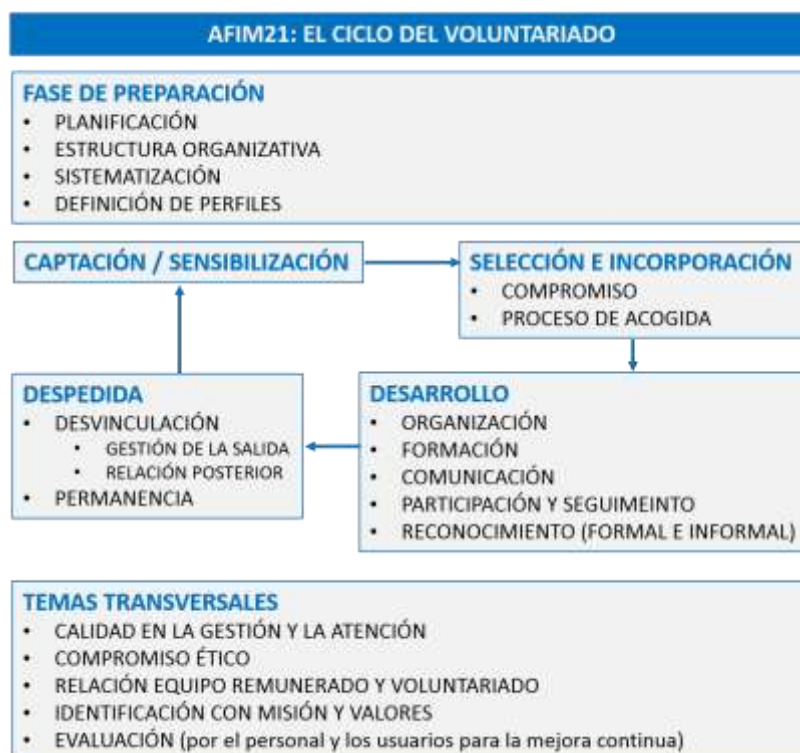 AFIM21: EL CICLO DEL VOLUNTARIADO
FASE DE PREPARACIÓN
• PLANIFICACIÓN
• ESTRUCTURA ORGANIZATIVA
• SISTEMATIZACIÓN
• DEFINICIÓN DE PERFILES
CAPTACIÓN / SENSIBILIZACIÓN
SELECCIÓN E INCORPORACIÓN
• COMPROMISO
• PROCESO DE ACOGIDA
DESPEDIDA
• DESVINCULACIÓN
• GESTIÓN DE LA SALIDA
• RELACIÓN POSTERIOR
• PERMANENCIA
DESARROLLO
• ORGANIZACIÓN
• FORMACIÓN
• COMUNICACIÓN
• PARTICIPACIÓN Y SEGUIMEINTO
• RECONOCIMIENTO (FORMAL E INFORMAL)
TEMAS TRANSVERSALES
• CALIDAD EN LA GESTIÓN Y LA ATENCIÓN
• COMPROMISO ÉTICO
• RELACIÓN EQUIPO REMUNERADO Y VOLUNTARIADO
• IDENTIFICACIÓN CON MISIÓN Y VALORES
• EVALUACIÓN (por el personal y los usuarios para la mejora continua)